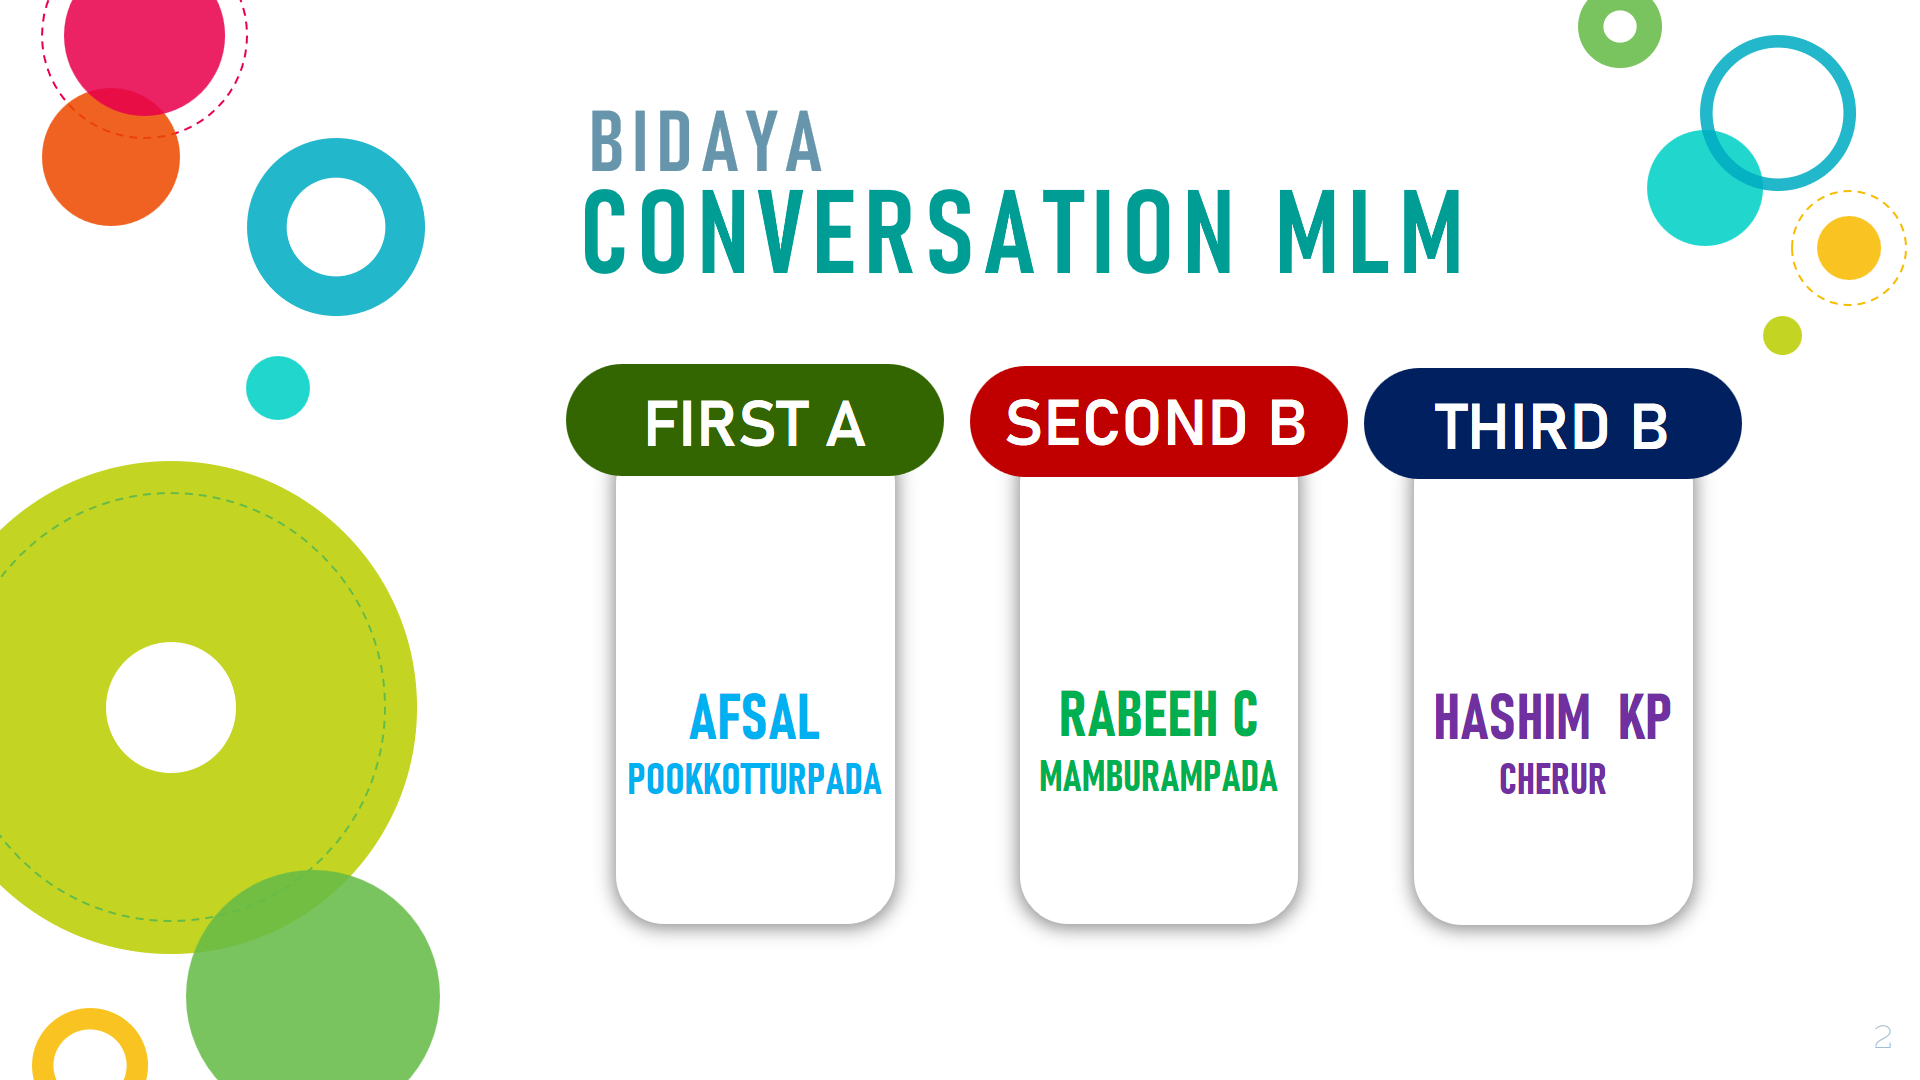 BIDAYA
CONVERSATION MLM
FIRST A
AFSAL
POOKKOTTURPADA
SECOND B
RABEEH C
MAMBURAMPADA
THIRD B
HASHIM KP
CHERUR
2